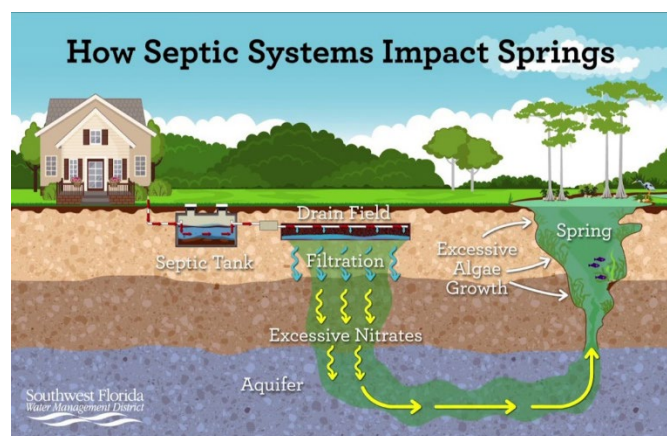 How Septic Systems Impact Springs
Drain Field
Septic Tank
Filtration
Excessive
Algae
Growth
Spring
Excessive Nitrates
Aquifer
Southwest Florida
Water Management District